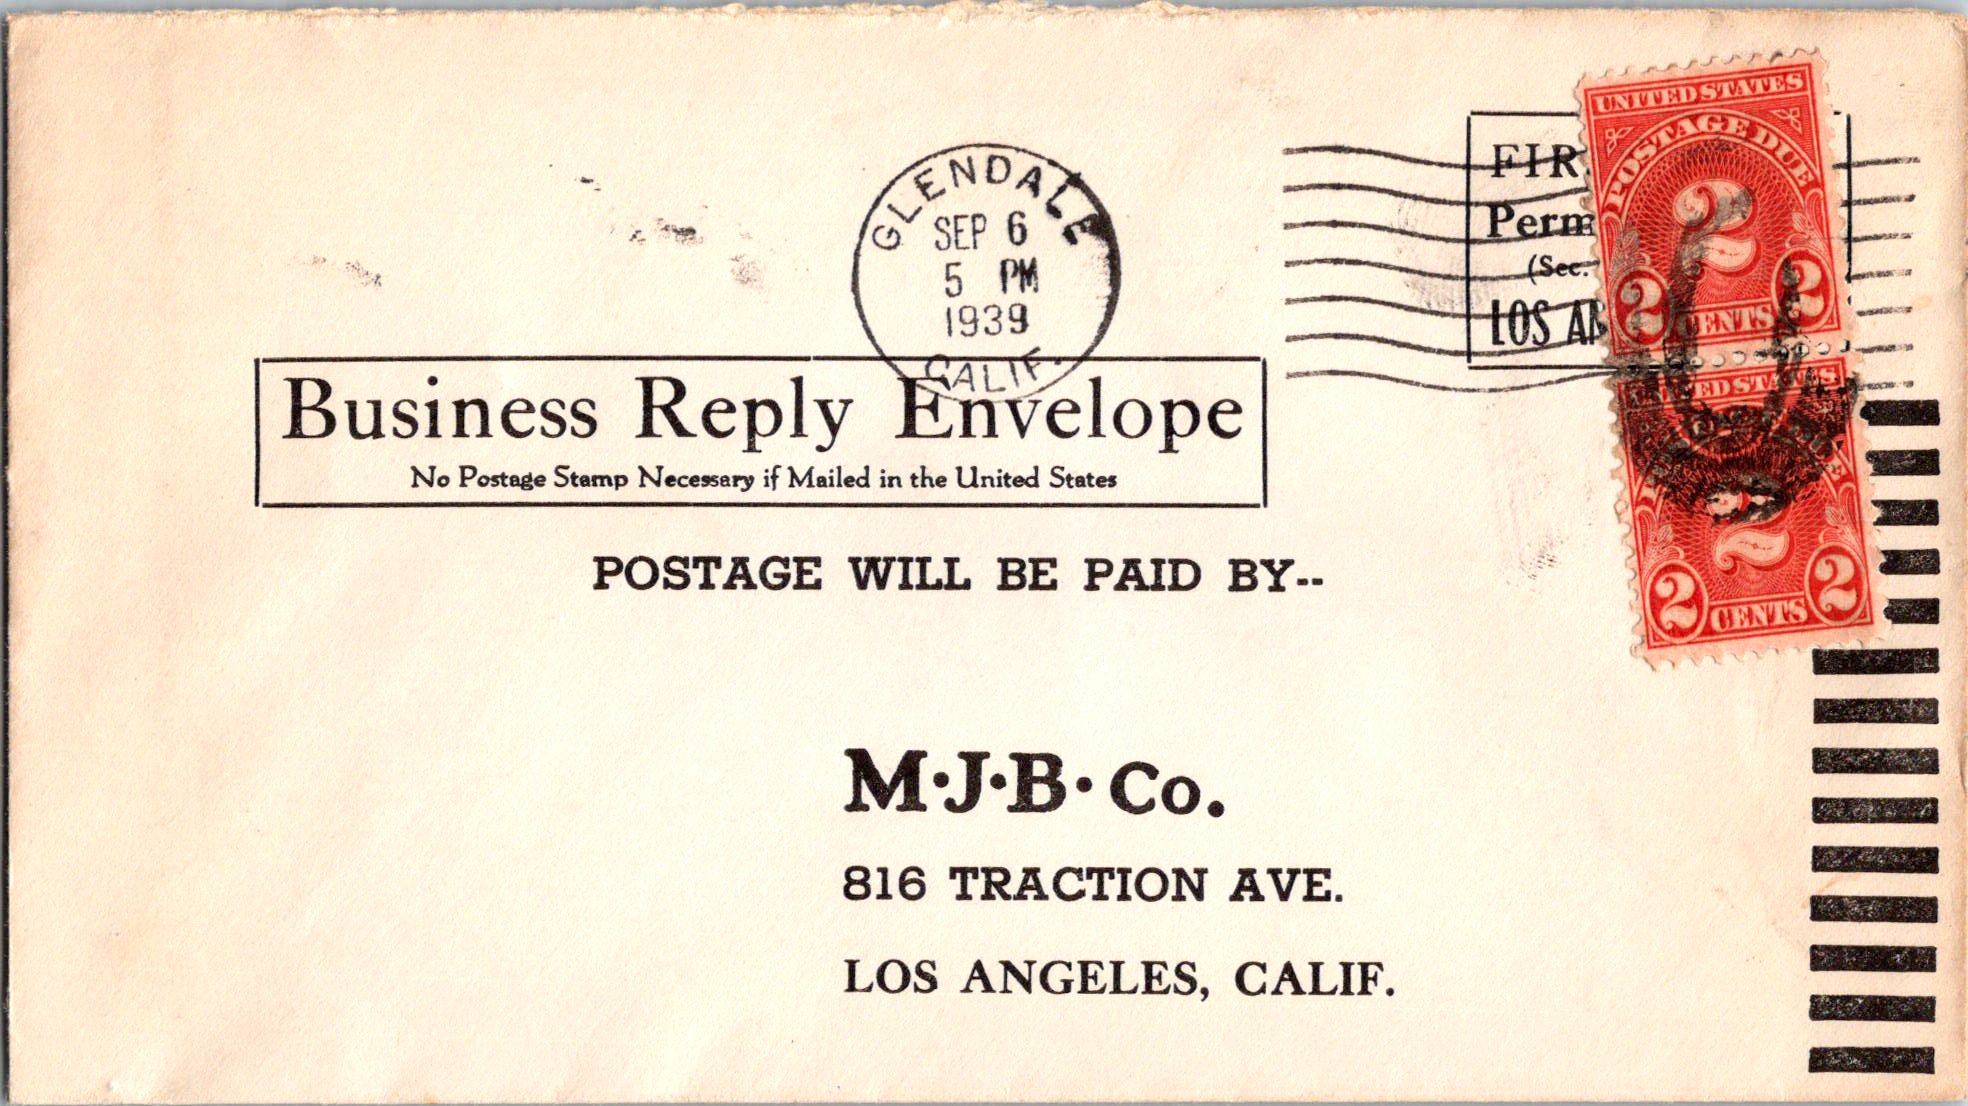 GLENDALE
SEP 6
5 PM
1939
CALIF.
FIR
Perm
(Sec.
LOS AN
UNITED STATES
POSTAGE DUE
2
2 CENTS 2
ED STATES
2
2 CENTS 2
Business Reply Envelope
No Postage Stamp Necessary if Mailed in the United States
POSTAGE WILL BE PAID BY--
M·J·B· Co.
816 TRACTION AVE.
LOS ANGELES, CALIF.